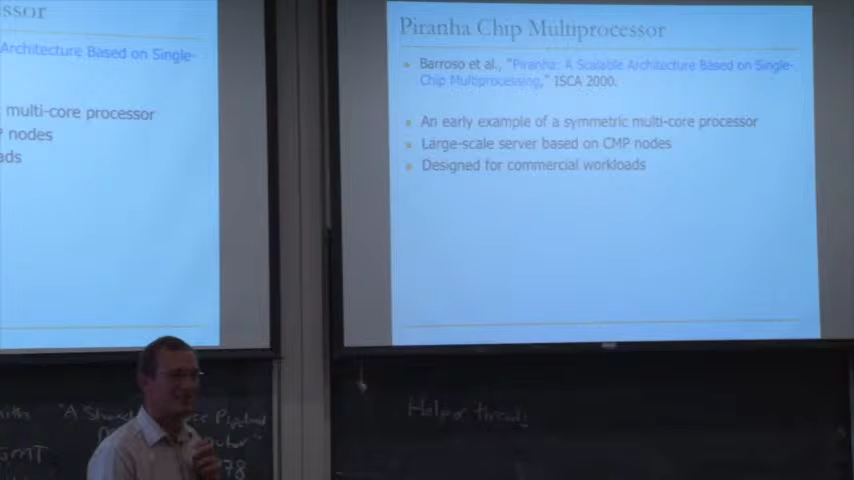 ssor
Architecture Based on Single-
multi-core processor
P nodes
ads
Piranha Chip Multiprocessor
Barroso et al., "Piranha: A Scalable Architecture Based on Single-
Chip Multiprocessing," ISCA 2000.
An early example of a symmetric multi-core processor
Large-scale server based on CMP nodes
Designed for commercial workloads
"A Shared
78
Helper threads